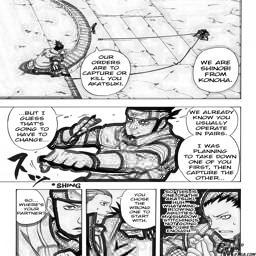 WE ARE
SHINOBI
FROM
KONOHA.
OUR
ORDERS
ARE TO
CAPTURE OR
KILL YOU
AKATSUKI.
WE ALREADY
KNOW YOU
USUALLY
OPERATE
IN PAIRS.
I WAS
PLANNING
TO TAKE DOWN
ONE OF YOU
FIRST, THEN
CAPTURE THE
OTHER...
...BUT I
GUESS
THAT'S
GOING TO
HAVE TO
CHANGE.
*SHING
YOU
CHOSE
THE
WRONG
ONE TO
START
WITH.
SO...
WHERE'S
YOUR
PARTNER?